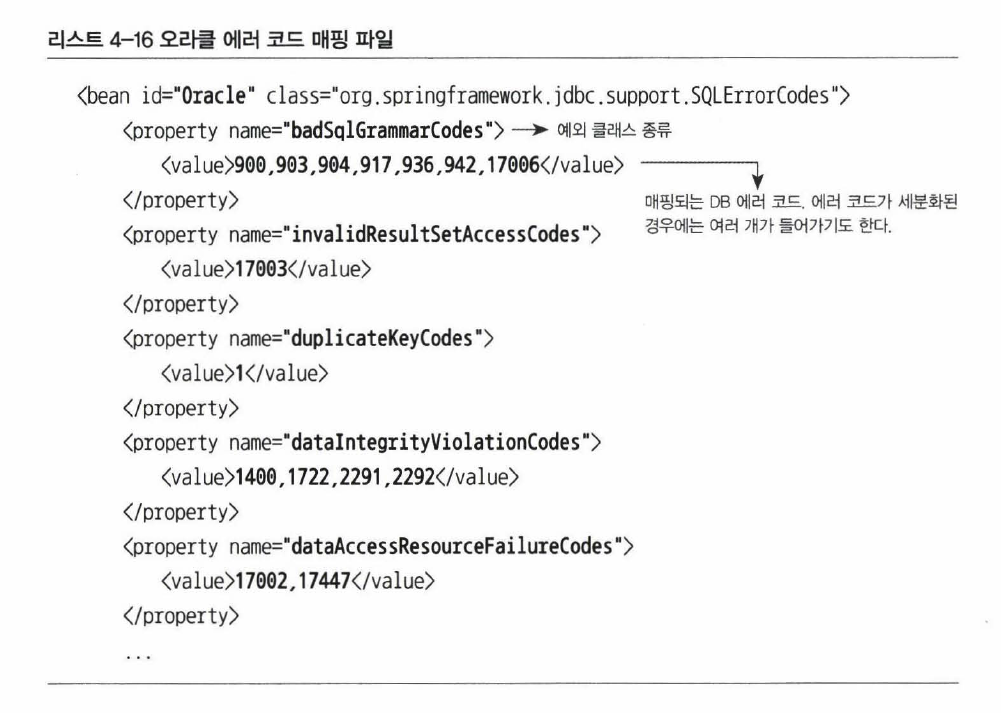 리스트 4-16 오라클 에러 코드 매핑 파일
<bean id="Oracle" class="org.springframework.jdbc.support.SQLErrorCodes">
<property name="badSqlGrammarCodes"> → 예외 클래스 종류
<value>900,903,904,917,936,942,17006</value>
매핑되는 DB 에러 코드. 에러 코드가 세분화된
경우에는 여러 개가 들어가기도 한다.
</property>
<property name="invalidResultSetAccessCodes">
<value>17003</value>
</property>
<property name="duplicateKeyCodes">
<value>1</value>
</property>
<property name="dataIntegrityViolationCodes">
<value>1400,1722,2291,2292</value>
</property>
<property name="dataAccessResourceFailureCodes">
<value>17002,17447</value>
</property>
...